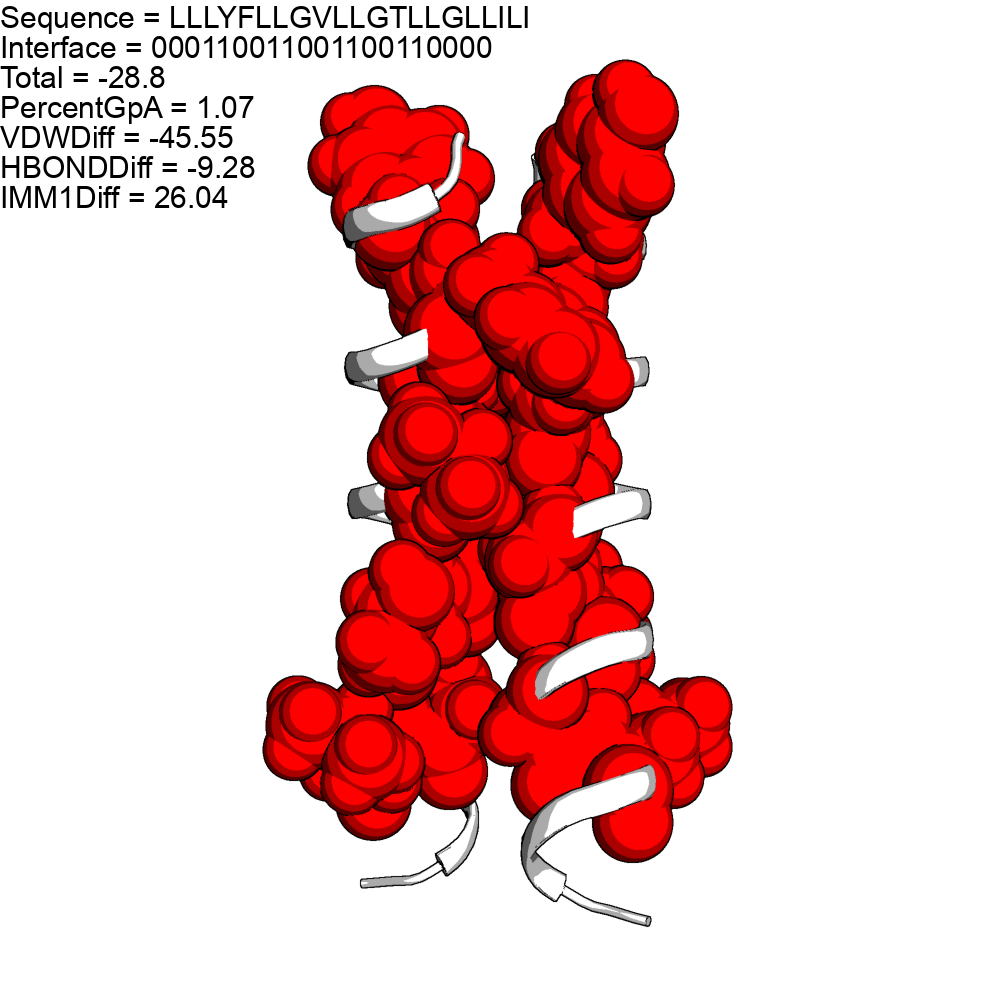 Sequence = LLLYFLLGVLLGTLLGLLILI
Interface = 000110011001100110000
Total = -28.8
PercentGpA = 1.07
VDWDiff = -45.55
HBONDDiff = -9.28
IMM1Diff = 26.04